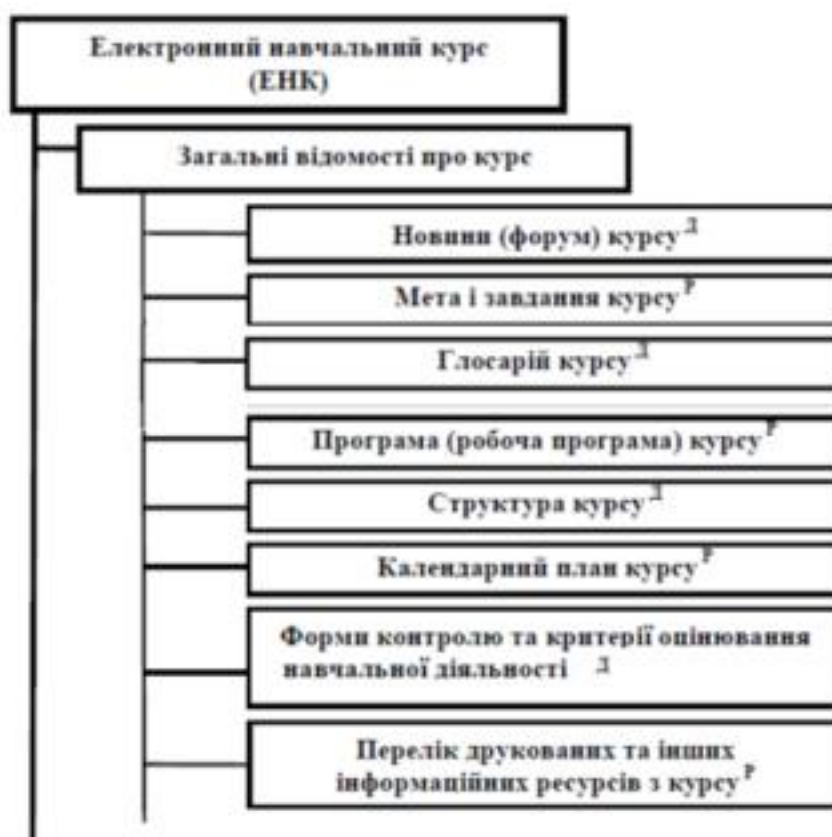 Електронний навчальний курс
(ЕНК)
Загальні відомості про курс
Новини (форум) курсу Д
Мета і завдання курсу Р
Глосарій курсу Д
Програма (робоча програма) курсу Р
Структура курсу Д
Календарний план курсу Р
Форми контролю та критерії оцінювання
навчальної діяльності Д
Перелік друкованих та інших
інформаційних ресурсів з курсу Р